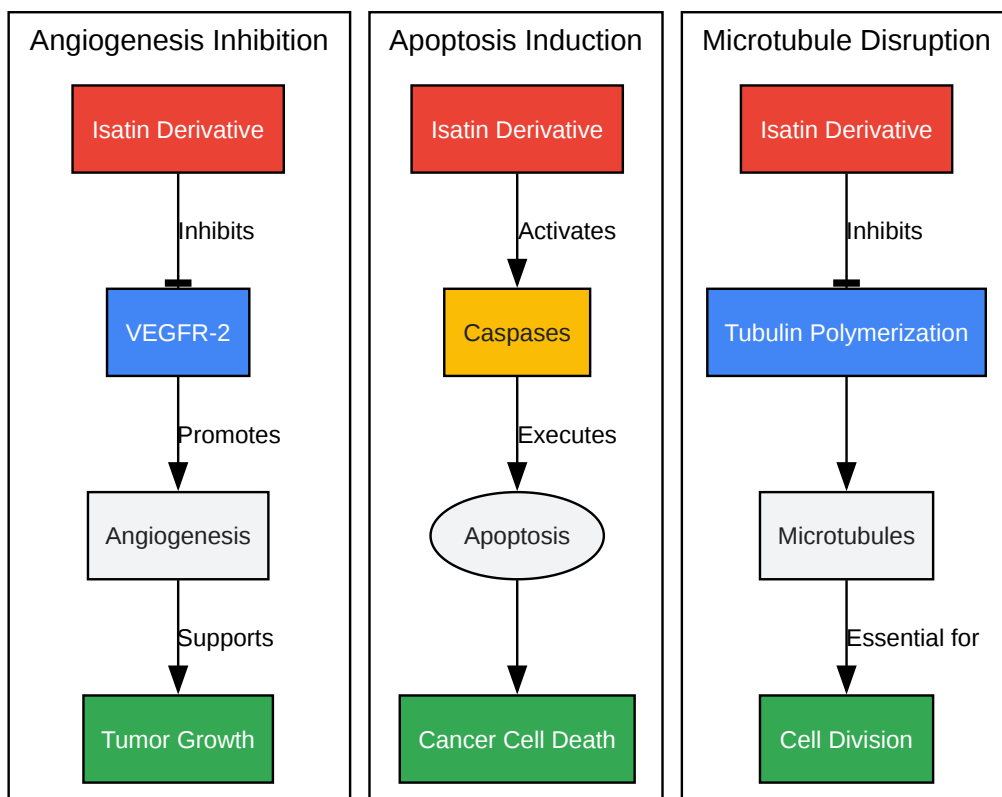 Angiogenesis Inhibition
Isatin Derivative
Inhibits
VEGFR-2
Promotes
Angiogenesis
Supports
Tumor Growth
Apoptosis Induction
Isatin Derivative
Activates
Caspases
Executes
Apoptosis
Cancer Cell Death
Microtubule Disruption
Isatin Derivative
Inhibits
Tubulin Polymerization
Microtubules
Essential for
Cell Division